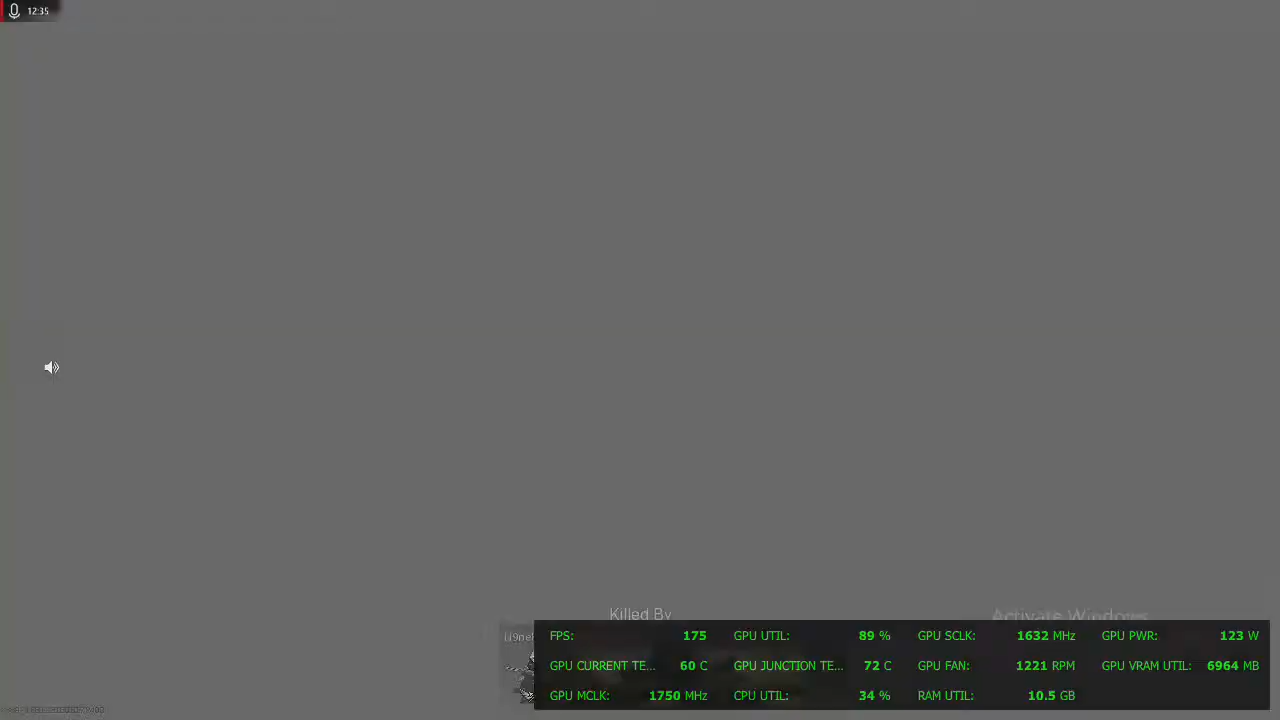 12:35
Killed By
Activate Windows
FPS: 175 GPU UTIL: 89 % GPU SCLK: 1632 MHz GPU PWR: 123 W
GPU CURRENT TE... 60 C GPU JUNCTION TE... 72 C GPU FAN: 1221 RPM GPU VRAM UTIL: 6964 MB
GPU MCLK: 1750 MHz CPU UTIL: 34 % RAM UTIL: 10.5 GB